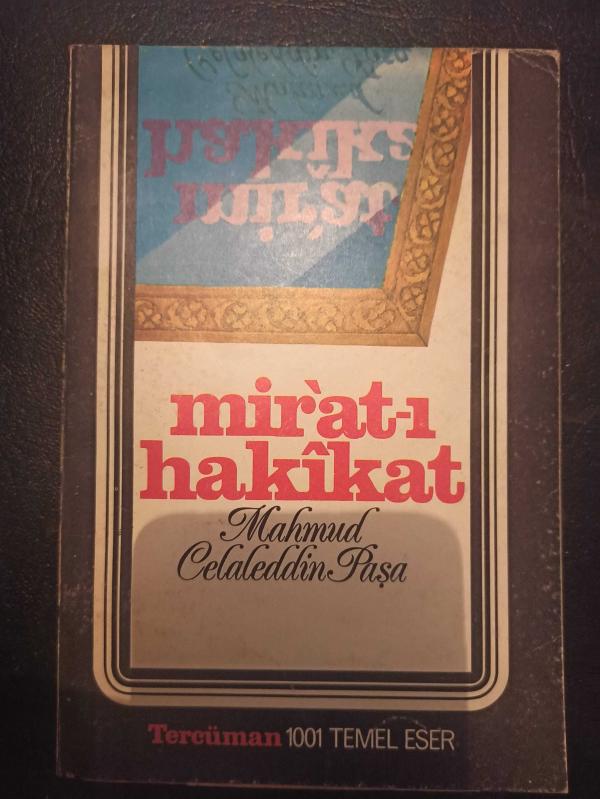 mir'at-ı
hakîkat
Mahmud
Celaleddin Paşa
Tercüman 1001 TEMEL ESER